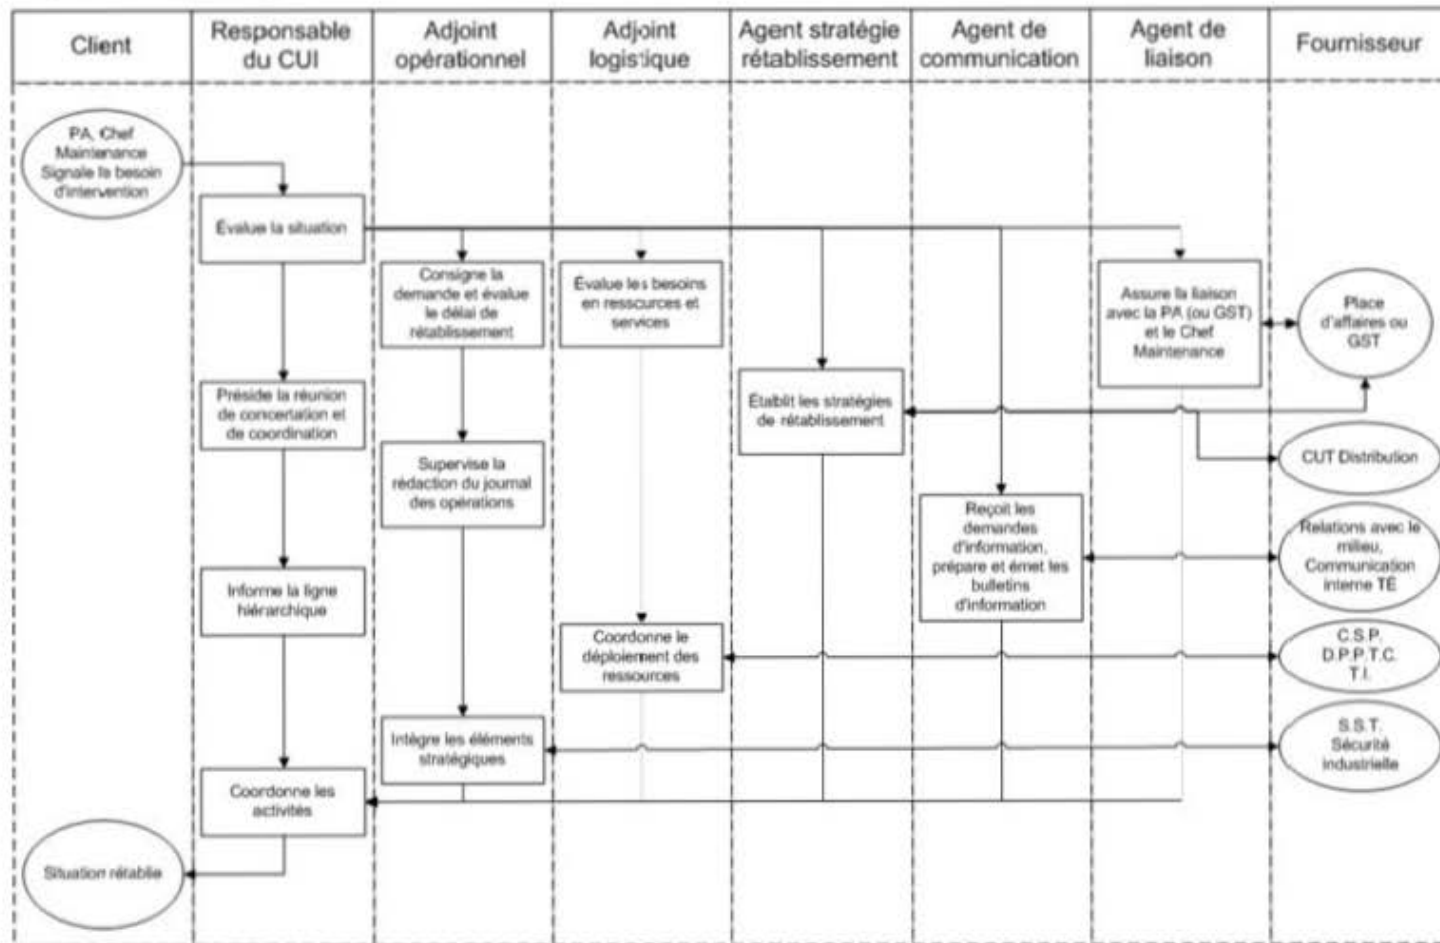 Client
Responsable
du CUI
Adjoint
opérationnel
Adjoint
logistique
Agent stratégie
rétablissement
Agent de
communication
Agent de
liaison
Fournisseur
PA, Chef
Maintenance
Signale la besoin
d'intervention
Évalue la situation
Consigne la
demande et évalue
le délai de
rétablissement
Évalue les besoins
en ressources et
services
Assure la liaison
avec la PA (ou GST)
et le Chef
Maintenance
Place
d'affaires ou
GST
Préside la réunion
de concertation et
de coordination
Établit les stratégies
de rétablissement
Supervise la
rédaction du journal
des opérations
CUT Distribution
Reçoit les
demandes
d'information,
prépare et émet les
bulletins
d'information
Relations avec le
milieu,
Communication
interne TÉ
Informe la ligne
hiérarchique
Coordonne le
déploiement des
ressources
C.S.P.
D.P.P.T.C.
T.I.
Intègre les éléments
stratégiques
S.S.T.
Sécurité
industrielle
Coordonne les
activités
Situation rétablie